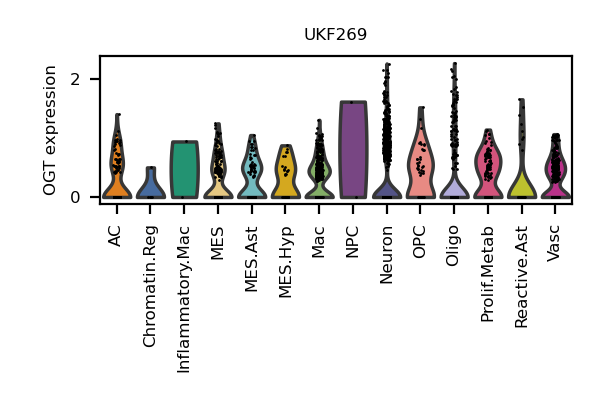 UKF269
OGT expression
2
0
AC
Chromatin.Reg
Inflammatory.Mac
MES
MES.Ast
MES.Hyp
Mac
NPC
Neuron
OPC
Oligo
Prolif.Metab
Reactive.Ast
Vasc